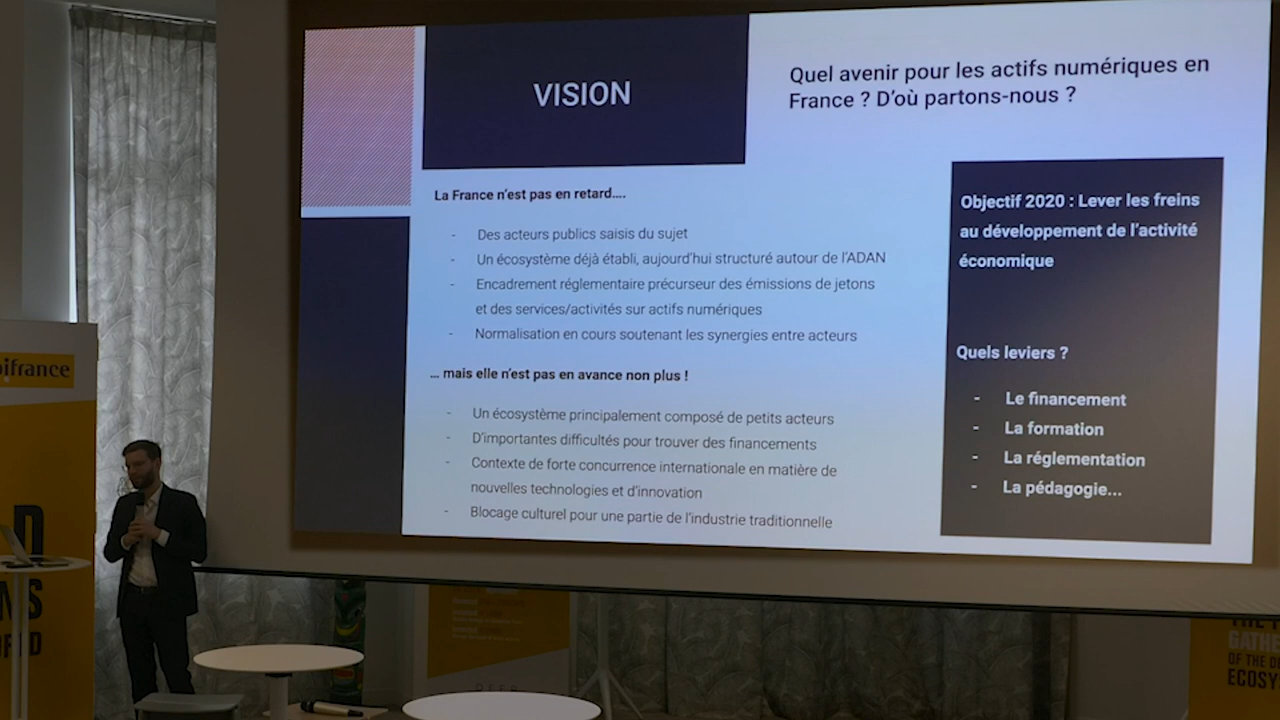 VISION
Quel avenir pour les actifs numériques en
France ? D'où partons-nous ?
La France n'est pas en retard....
- Des acteurs publics saisis du sujet
- Un écosystème déjà établi, aujourd'hui structuré autour de l'ADAN
- Encadrement réglementaire précurseur des émissions de jetons
et des services/activités sur actifs numériques
- Normalisation en cours soutenant les synergies entre acteurs
... mais elle n'est pas en avance non plus !
- Un écosystème principalement composé de petits acteurs
- D'importantes difficultés pour trouver des financements
- Contexte de forte concurrence internationale en matière de
nouvelles technologies et d'innovation
- Blocage culturel pour une partie de l'industrie traditionnelle
Objectif 2020 : Lever les freins
au développement de l'activité
économique
Quels leviers ?
- Le financement
- La formation
- La réglementation
- La pédagogie...
bifrance
THE
GATHE
OF THE D
ECOSY